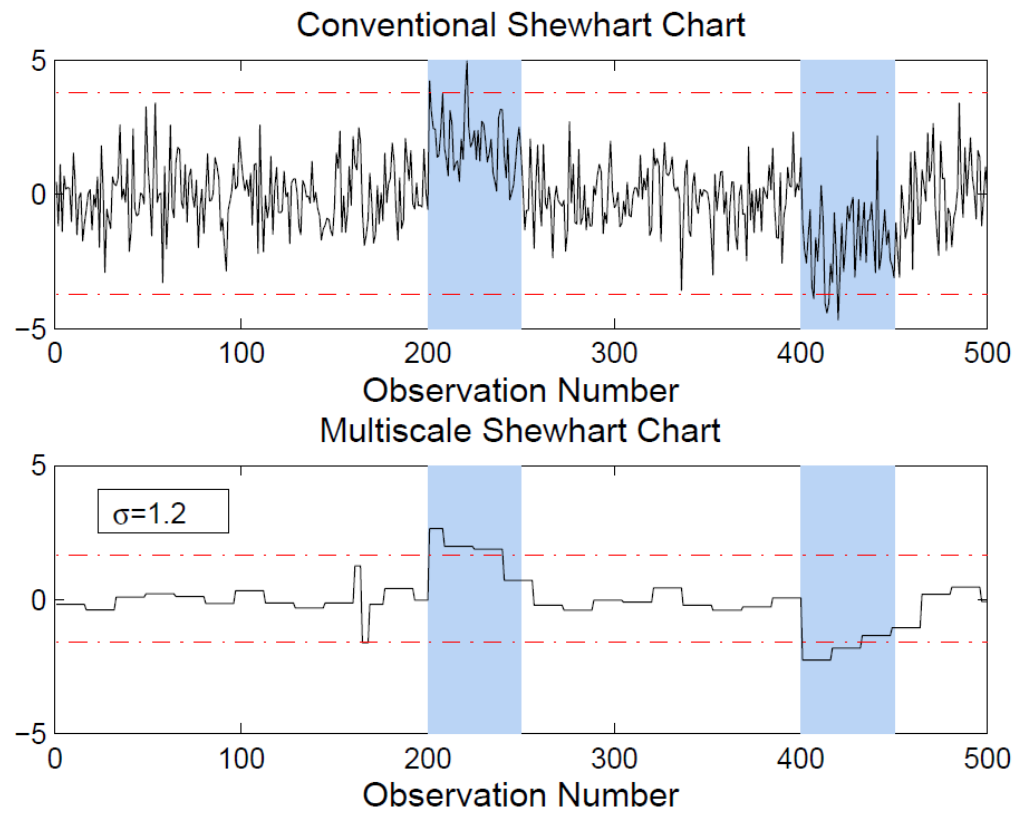 Conventional Shewhart Chart
5
0
−5
0 100 200 300 400 500
Observation Number
Multiscale Shewhart Chart
5
σ=1.2
0
−5
0 100 200 300 400 500
Observation Number